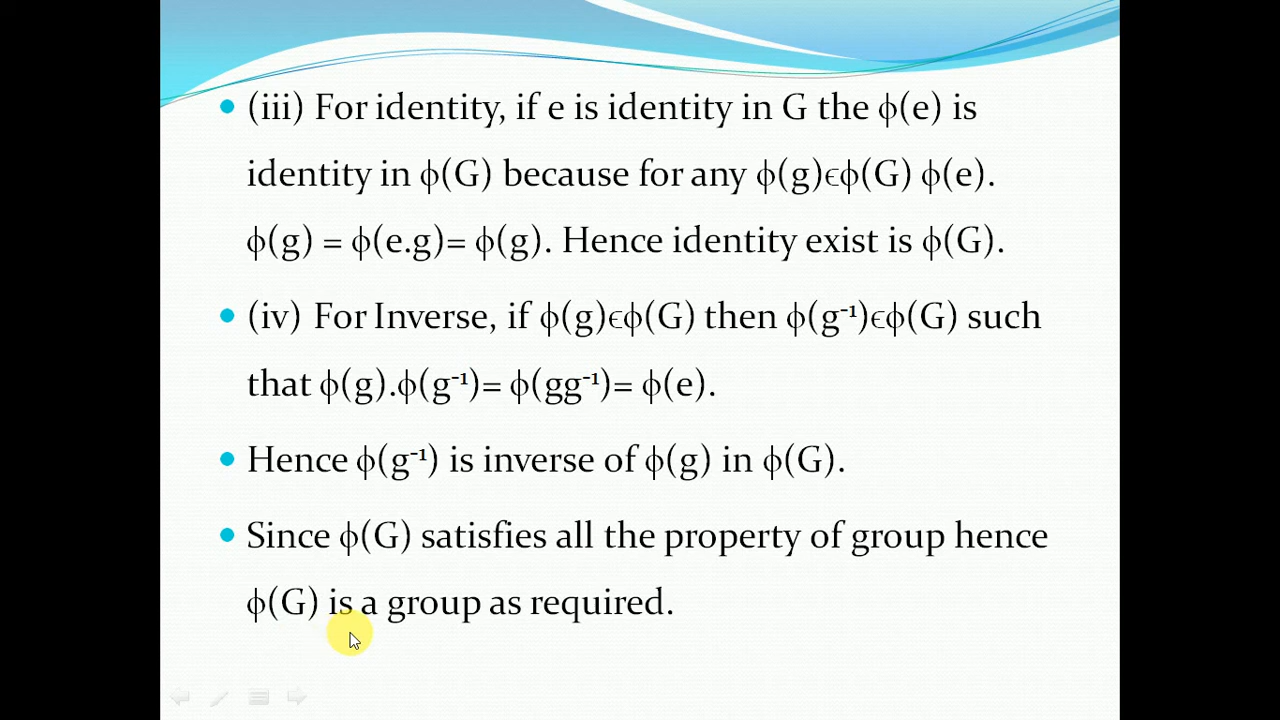 • (iii) For identity, if e is identity in G the ϕ(e) is
identity in ϕ(G) because for any ϕ(g)ϵϕ(G) ϕ(e).
ϕ(g) = ϕ(e.g)= ϕ(g). Hence identity exist is ϕ(G).
• (iv) For Inverse, if ϕ(g)ϵϕ(G) then ϕ(g⁻¹)ϵϕ(G) such
that ϕ(g).ϕ(g⁻¹)= ϕ(gg⁻¹)= ϕ(e).
• Hence ϕ(g⁻¹) is inverse of ϕ(g) in ϕ(G).
• Since ϕ(G) satisfies all the property of group hence
ϕ(G) is a group as required.